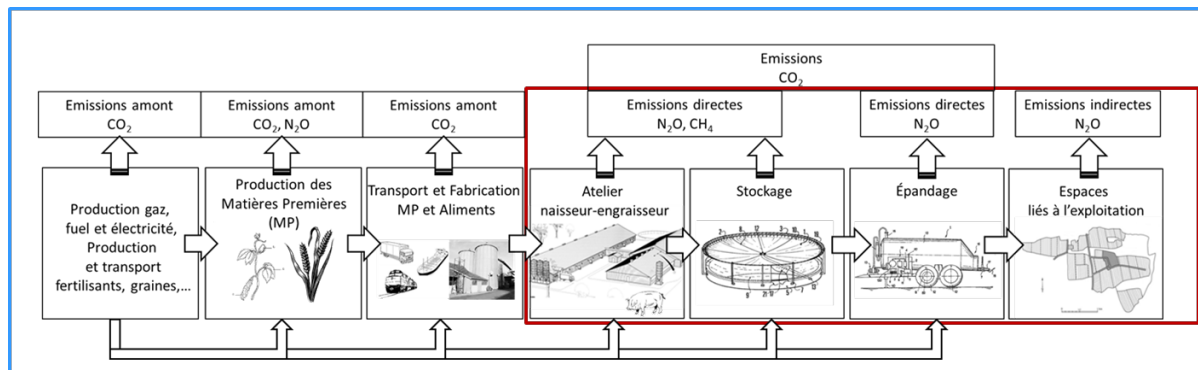 Emissions
CO₂
Emissions amont
CO₂
Emissions amont
CO₂, N₂O
Emissions amont
CO₂
Emissions directes
N₂O, CH₄
Emissions directes
N₂O
Emissions indirectes
N₂O
Production gaz,
fuel et électricité,
Production
et transport
fertilisants, graines,...
Production des
Matières Premières
(MP)
Transport et Fabrication
MP et Aliments
Atelier
naisseur-engraisseur
Stockage
Épandage
Espaces
liés à l'exploitation